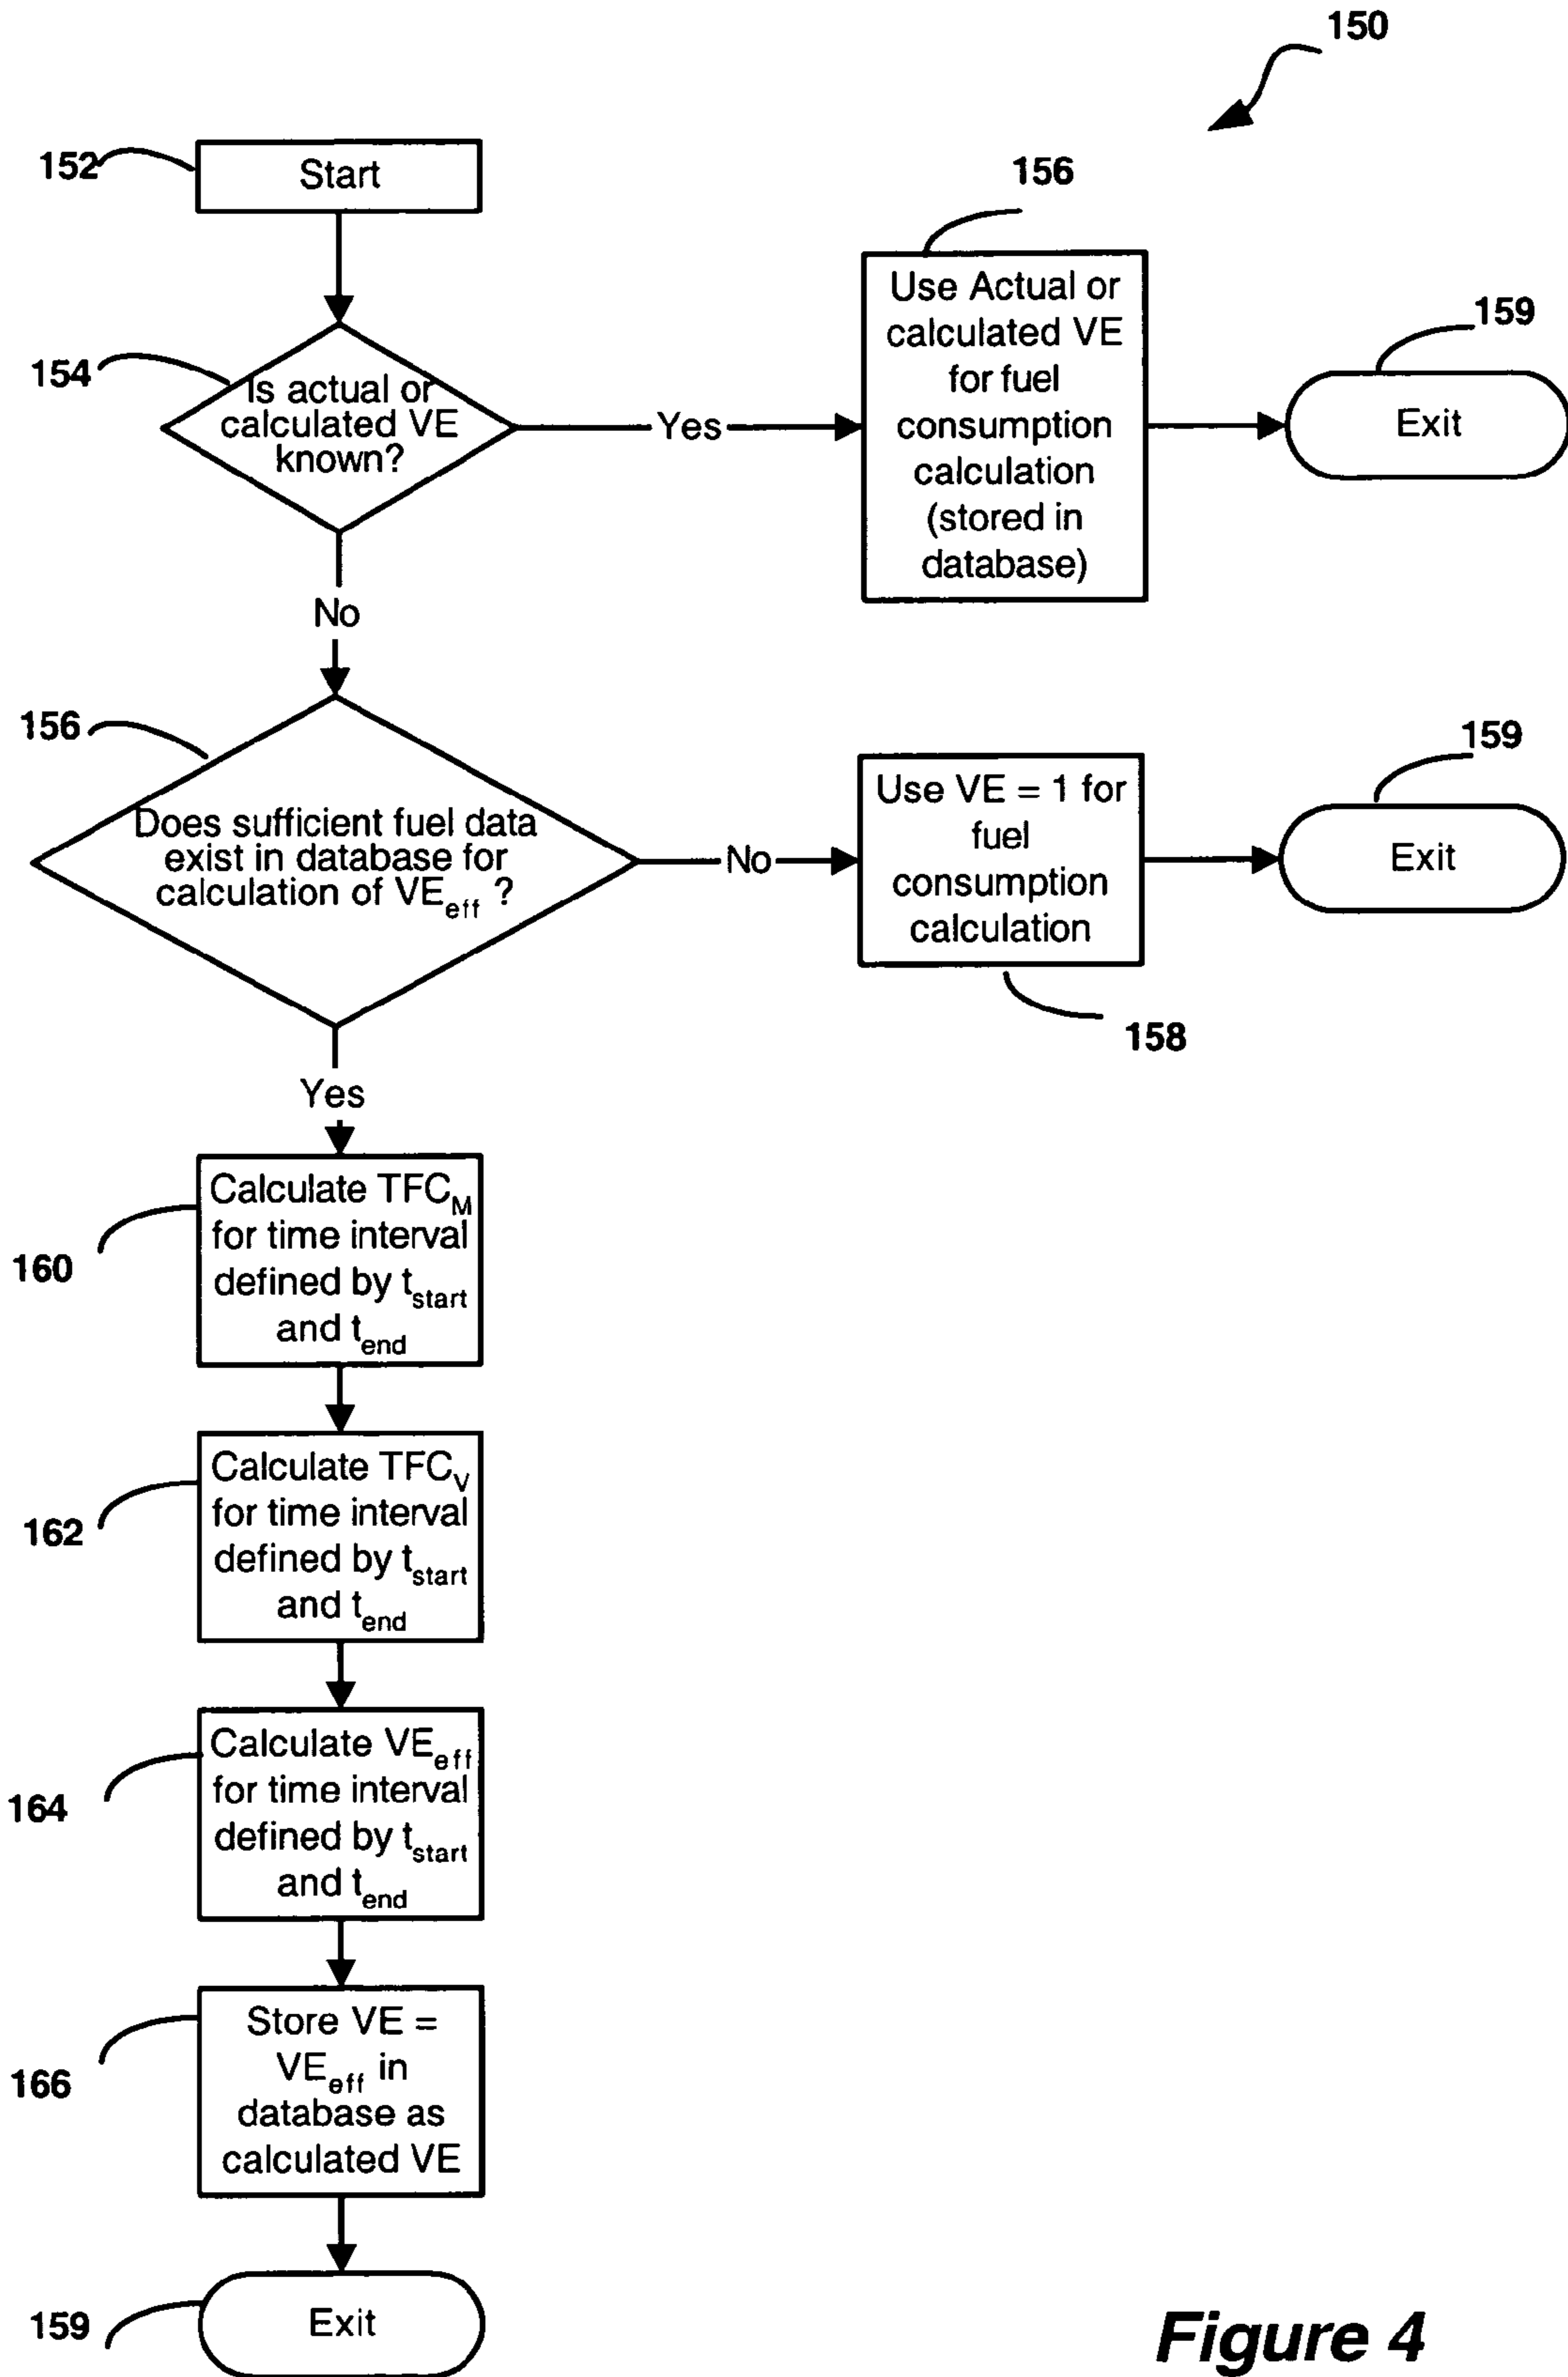 150
152
Start
156
154
Is actual or
calculated VE
known?
Yes
Use Actual or
calculated VE
for fuel
consumption
calculation
(stored in
database)
159
Exit
No
156
Does sufficient fuel data
exist in database for
calculation of VEeff ?
No
Use VE = 1 for
fuel
consumption
calculation
158
159
Exit
Yes
160
Calculate TFCM
for time interval
defined by tstart
and tend
162
Calculate TFCV
for time interval
defined by tstart
and tend
164
Calculate VEeff
for time interval
defined by tstart
and tend
166
Store VE =
VEeff in
database as
calculated VE
159
Exit
Figure 4